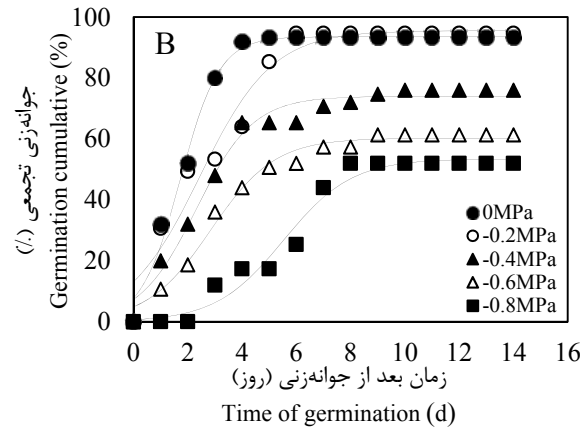 B
جوانه‌زنی تجمعی (٪)
Germination cumulative (%)
100
80
60
40
20
0
0MPa
-0.2MPa
-0.4MPa
-0.6MPa
-0.8MPa
0 2 4 6 8 10 12 14 16
زمان بعد از جوانه‌زنی (روز)
Time of germination (d)